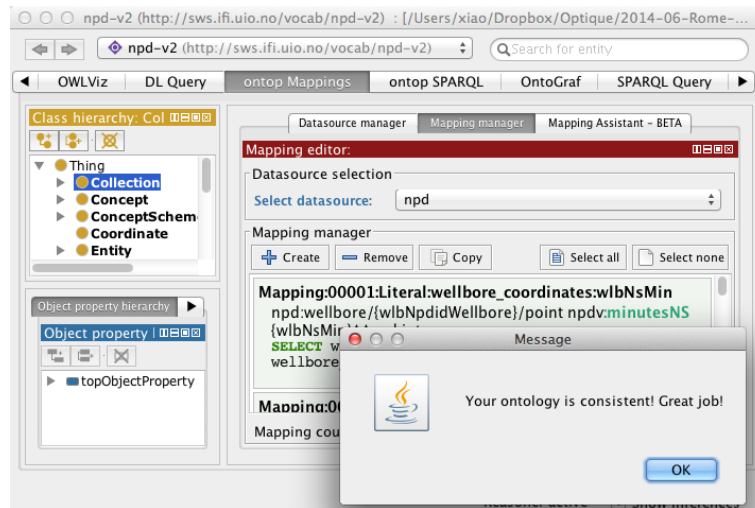 npd-v2 (http://sws.ifi.uio.no/vocab/npd-v2) : [/Users/xiao/Dropbox/Optique/2014-06-Rome-...
npd-v2 (http://sws.ifi.uio.no/vocab/npd-v2)
Search for entity
OWLViz DL Query ontop Mappings ontop SPARQL OntoGraf SPARQL Query
Class hierarchy: Col
Thing
Collection
Concept
ConceptSchem
Coordinate
Entity
Object property hierarchy
Object property
topObjectProperty
Datasource manager Mapping manager Mapping Assistant - BETA
Mapping editor:
Datasource selection
Select datasource: npd
Mapping manager
Create Remove Copy Select all Select none
Mapping:00001:Literal:wellbore_coordinates:wlbNsMin
npd:wellbore/{wlbNpdidWellbore}/point npdv:minutesNS
{wlbNsMin
SELECT w
wellbore
Mapping:00
Mapping cou
Message
Your ontology is consistent! Great job!
OK
Reasoner active Show Inferences